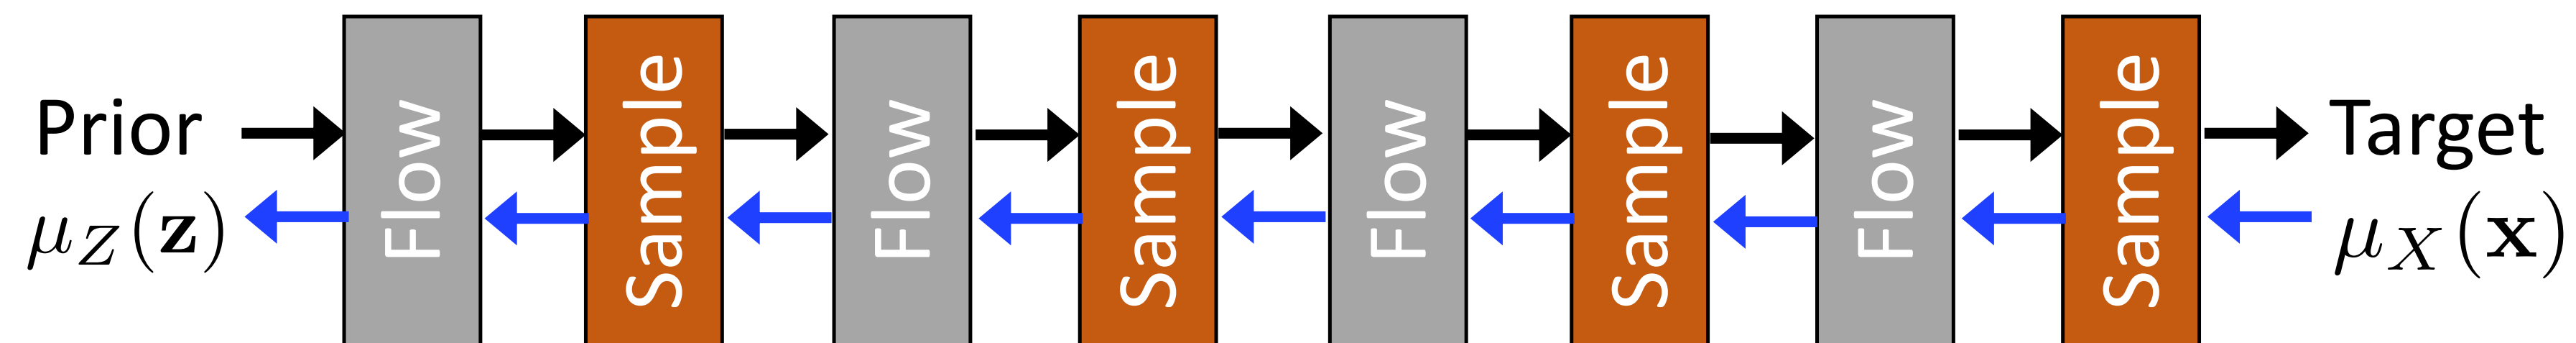 Prior
μ_Z(𝐳)
Flow
Sample
Flow
Sample
Flow
Sample
Flow
Sample
Target
μ_X(𝐱)